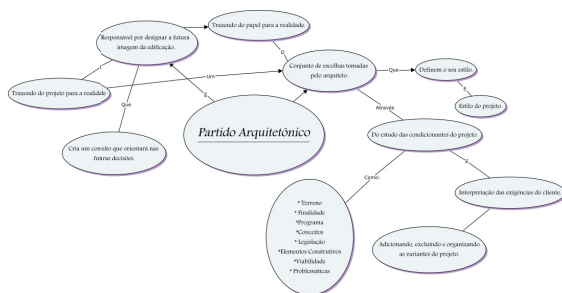 Responsável por designar a futura
imagem da edificação.
Trazendo do papel para a realidade.
O
Conjunto de escolhas tomadas
pelo arquiteto.
Que
Definem o seu estilo.
E
Estilo do projeto.
Trazendo do projeto para a realidade
Um
É
Que
Através
Partido Arquitetônico
Cria um conceito que orientará nas
futuras decisões.
Do estudo das condicionantes do projeto.
Como:
E
* Terreno
* Finalidade
*Programa
*Conceitos
* Legislação
*Elementos Construtivos
*Viabilidade
* Problemáticas
Interpretação das exigências do cliente.
Adicionando, excluindo e organizando
as variantes do projeto.